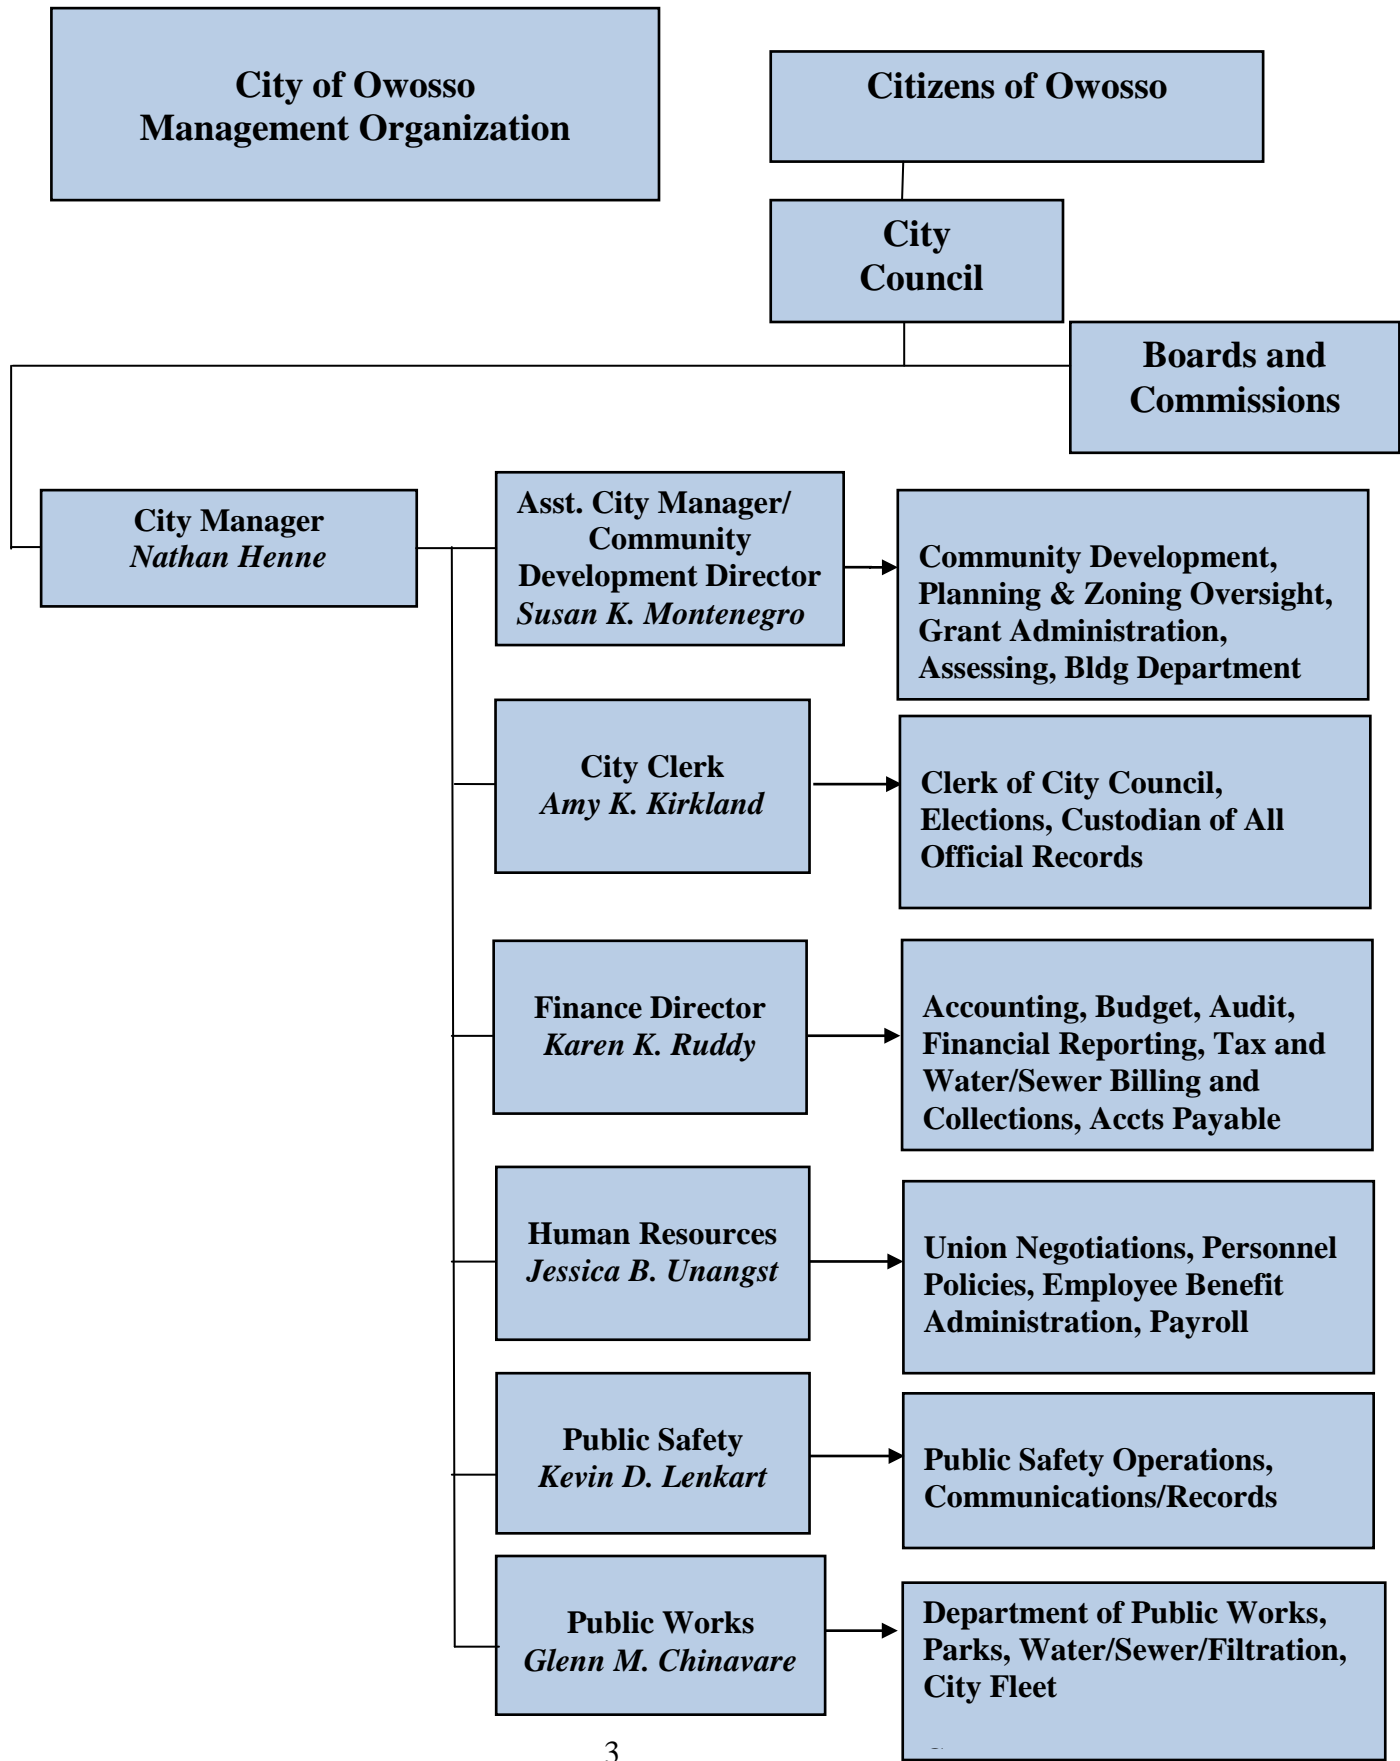 City of Owosso
Management Organization
Citizens of Owosso
City
Council
Boards and
Commissions
City Manager
Nathan Henne
Asst. City Manager/
Community
Development Director
Susan K. Montenegro
Community Development,
Planning & Zoning Oversight,
Grant Administration,
Assessing, Bldg Department
City Clerk
Amy K. Kirkland
Clerk of City Council,
Elections, Custodian of All
Official Records
Finance Director
Karen K. Ruddy
Accounting, Budget, Audit,
Financial Reporting, Tax and
Water/Sewer Billing and
Collections, Accts Payable
Human Resources
Jessica B. Unangst
Union Negotiations, Personnel
Policies, Employee Benefit
Administration, Payroll
Public Safety
Kevin D. Lenkart
Public Safety Operations,
Communications/Records
Public Works
Glenn M. Chinavare
Department of Public Works,
Parks, Water/Sewer/Filtration,
City Fleet
3